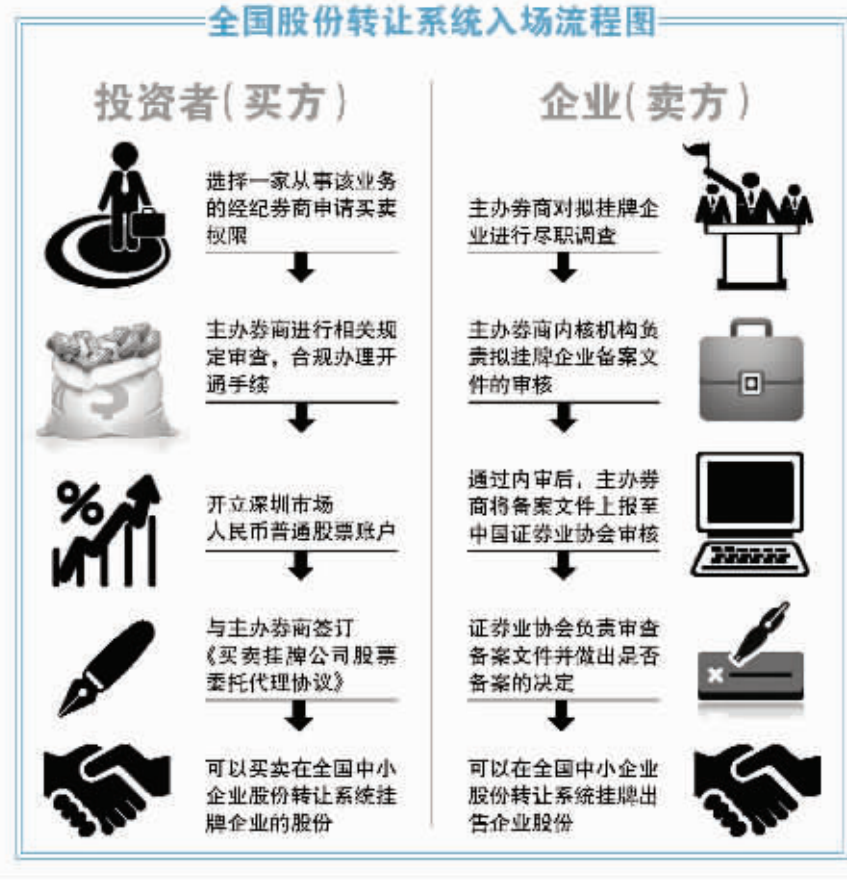 全国股份转让系统入场流程图
投资者(买方)
选择一家从事该业务
的经纪券商申请买卖
权限
主办券商进行相关规
定审查，合规办理开
通手续
开立深圳市场
人民币普通股票账户
与主办券商签订
《买卖挂牌公司股票
委托代理协议》
可以买卖在全国中小
企业股份转让系统挂
牌企业的股份
企业(卖方)
主办券商对拟挂牌企
业进行尽职调查
主办券商内核机构负
责拟挂牌企业备案文
件的审核
通过内审后，主办券
商将备案文件上报至
中国证券业协会审核
证券业协会负责审查
备案文件并做出是否
备案的决定
可以在全国中小企业
股份转让系统挂牌出
售企业股份